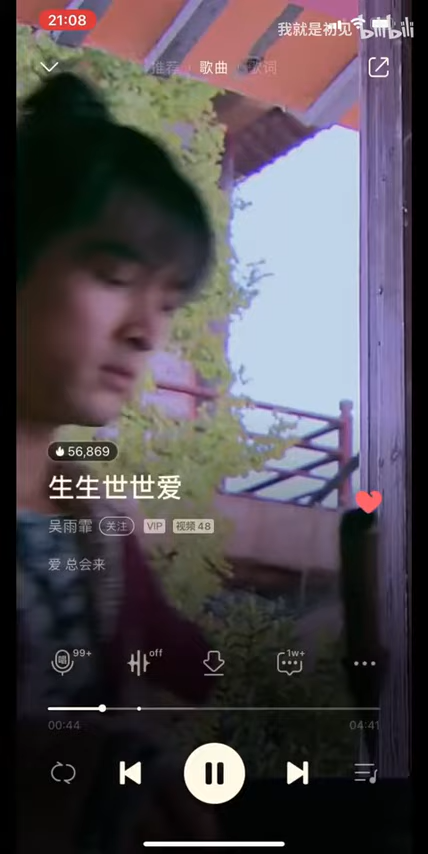 21:08
我就是初见
bilibili
推荐
歌曲
歌词
56,869
生生世世爱
吴雨霏 关注 VIP 视频 48
爱 总会来
唱 99+ off 1w+
00:44 04:41